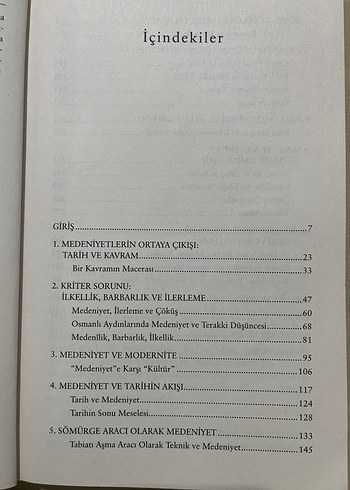 İçindekiler
GİRİŞ 7
1. MEDENİYETLERİN ORTAYA ÇIKIŞI:
TARİH VE KAVRAM 23
Bir Kavramın Macerası 33
2. KRİTER SORUNU:
İLKELLİK, BARBARLIK VE İLERLEME 47
Medeniyet, İlerleme ve Çöküş 60
Osmanlı Aydınlarında Medeniyet ve Terakki Düşüncesi 68
Medenîlik, Barbarlık, İlkellik 81
3. MEDENİYET VE MODERNİTE 95
"Medeniyet"e Karşı "Kültür" 106
4. MEDENİYET VE TARİHİN AKIŞI 117
Tarih ve Medeniyet 124
Tarihin Sonu Meselesi 128
5. SÖMÜRGE ARACI OLARAK MEDENİYET 133
Tabiatı Aşma Aracı Olarak Teknik ve Medeniyet 145